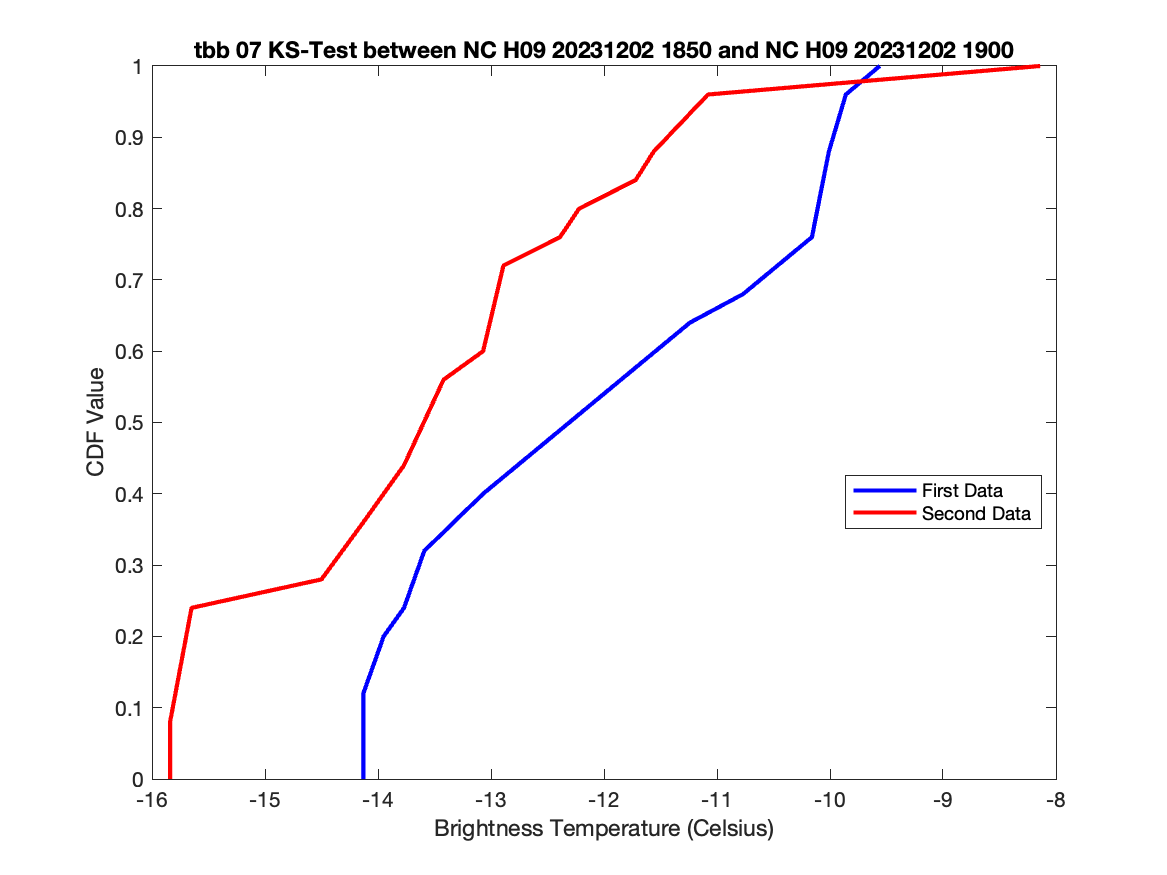 tbb 07 KS-Test between NC H09 20231202 1850 and NC H09 20231202 1900
1
0.9
0.8
0.7
0.6
0.5
0.4
0.3
0.2
0.1
0
CDF Value
First Data
Second Data
-16 -15 -14 -13 -12 -11 -10 -9 -8
Brightness Temperature (Celsius)